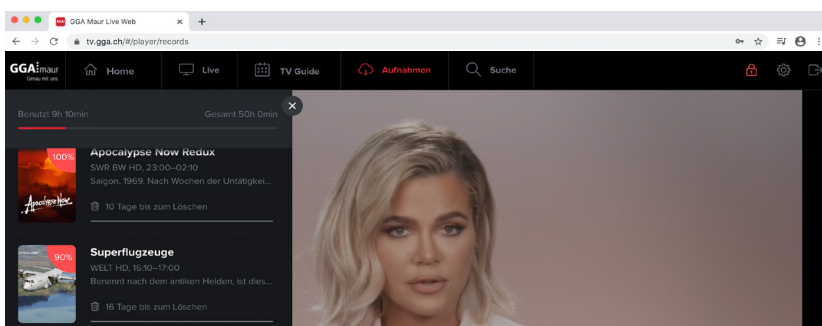 GGA Maur Live Web
tv.gga.ch/#/player/records
GGA maur
Genau mit uns.
Home
Live
TV Guide
Aufnahmen
Suche
Benutzt 9h 10min
Gesamt 50h 0min
100%
Apocalypse Now Redux
SWR BW HD, 23:00–02:10
Saigon, 1969. Nach Wochen der Untätigkei...
Apocalypse Now
10 Tage bis zum Löschen
90%
Superflugzeuge
WELT HD, 16:10–17:00
Benannt nach dem antiken Helden, ist dies...
16 Tage bis zum Löschen